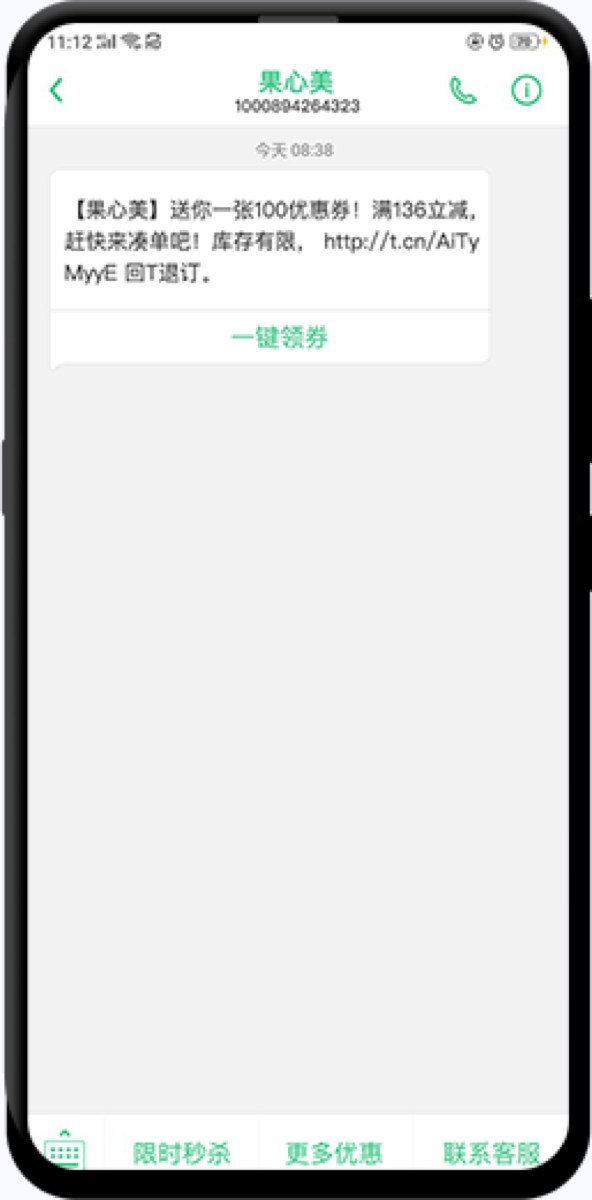 11:12
70
果心美
1000894264323
今天 08:38
【果心美】送你一张100优惠券！满136立减，
赶快来凑单吧！库存有限， http://t.cn/AiTy
MyyE 回T退订。
一键领券
限时秒杀 更多优惠 联系客服